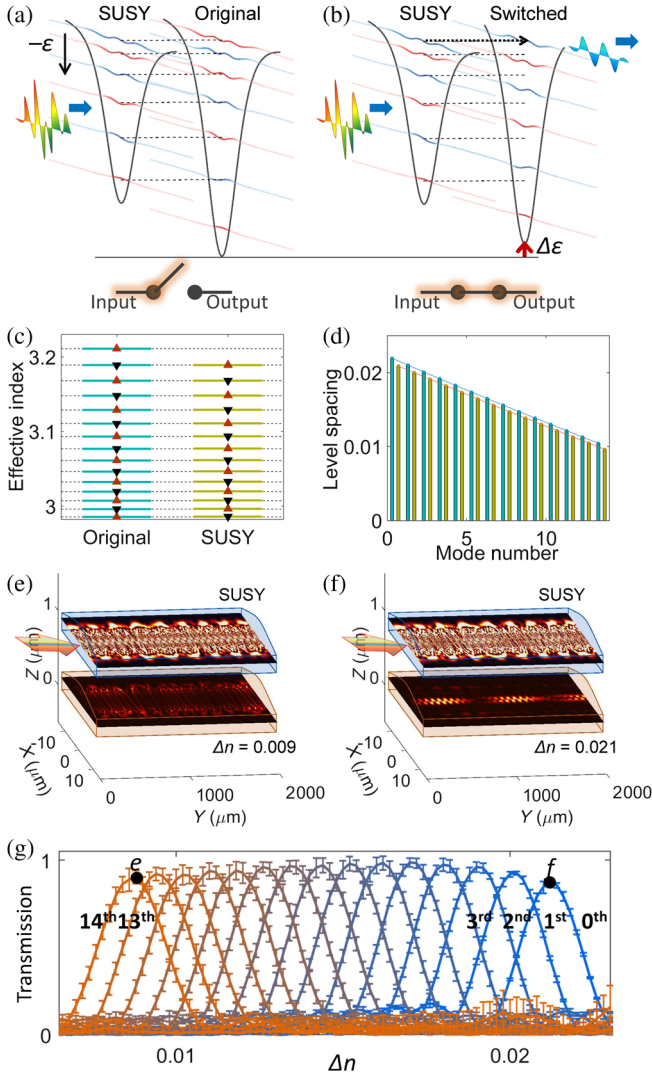 (a) SUSY Original
−ε
(b) SUSY Switched
Δε
Input Output
Input Output
(c)
Effective index
3.2
3.1
3
Original SUSY
(d)
Level spacing
0.02
0.01
0
0 5 10
Mode number
(e)
SUSY
Z (μm)
1
0
-10
0
10
X (μm)
Δn = 0.009
0 1000 2000
Y (μm)
(f)
SUSY
Z (μm)
1
0
-10
0
10
X (μm)
Δn = 0.021
0 1000 2000
Y (μm)
(g)
Transmission
1
0
e
f
14th 13th 3rd 2nd 1st 0th
0.01 0.02
Δn